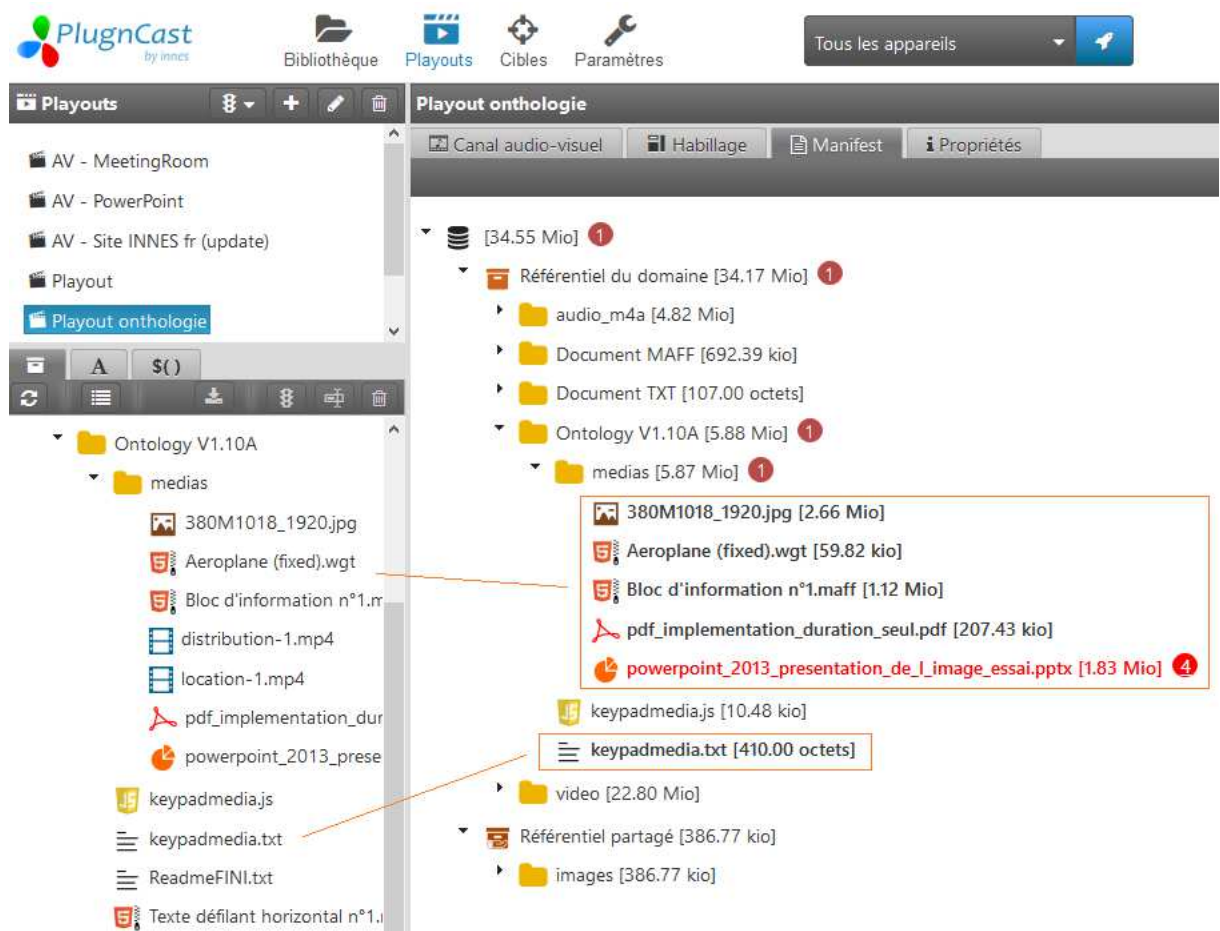 PlugnCast
by innes
Bibliothèque
Playouts
Cibles
Paramètres
Tous les appareils
Playouts
AV - MeetingRoom
AV - PowerPoint
AV - Site INNES fr (update)
Playout
Playout onthologie
A
$()
Ontology V1.10A
medias
380M1018_1920.jpg
Aeroplane (fixed).wgt
Bloc d'information n°1.m
distribution-1.mp4
location-1.mp4
pdf_implementation_dur
powerpoint_2013_prese
keypadmedia.js
keypadmedia.txt
ReadmeFINI.txt
Texte défilant horizontal n°1.
Playout onthologie
Canal audio-visuel
Habillage
Manifest
Propriétés
[34.55 Mio] 1
Référentiel du domaine [34.17 Mio] 1
audio_m4a [4.82 Mio]
Document MAFF [692.39 kio]
Document TXT [107.00 octets]
Ontology V1.10A [5.88 Mio] 1
medias [5.87 Mio] 1
380M1018_1920.jpg [2.66 Mio]
Aeroplane (fixed).wgt [59.82 kio]
Bloc d'information n°1.maff [1.12 Mio]
pdf_implementation_duration_seul.pdf [207.43 kio]
powerpoint_2013_presentation_de_l_image_essai.pptx [1.83 Mio] 4
keypadmedia.js [10.48 kio]
keypadmedia.txt [410.00 octets]
video [22.80 Mio]
Référentiel partagé [386.77 kio]
images [386.77 kio]